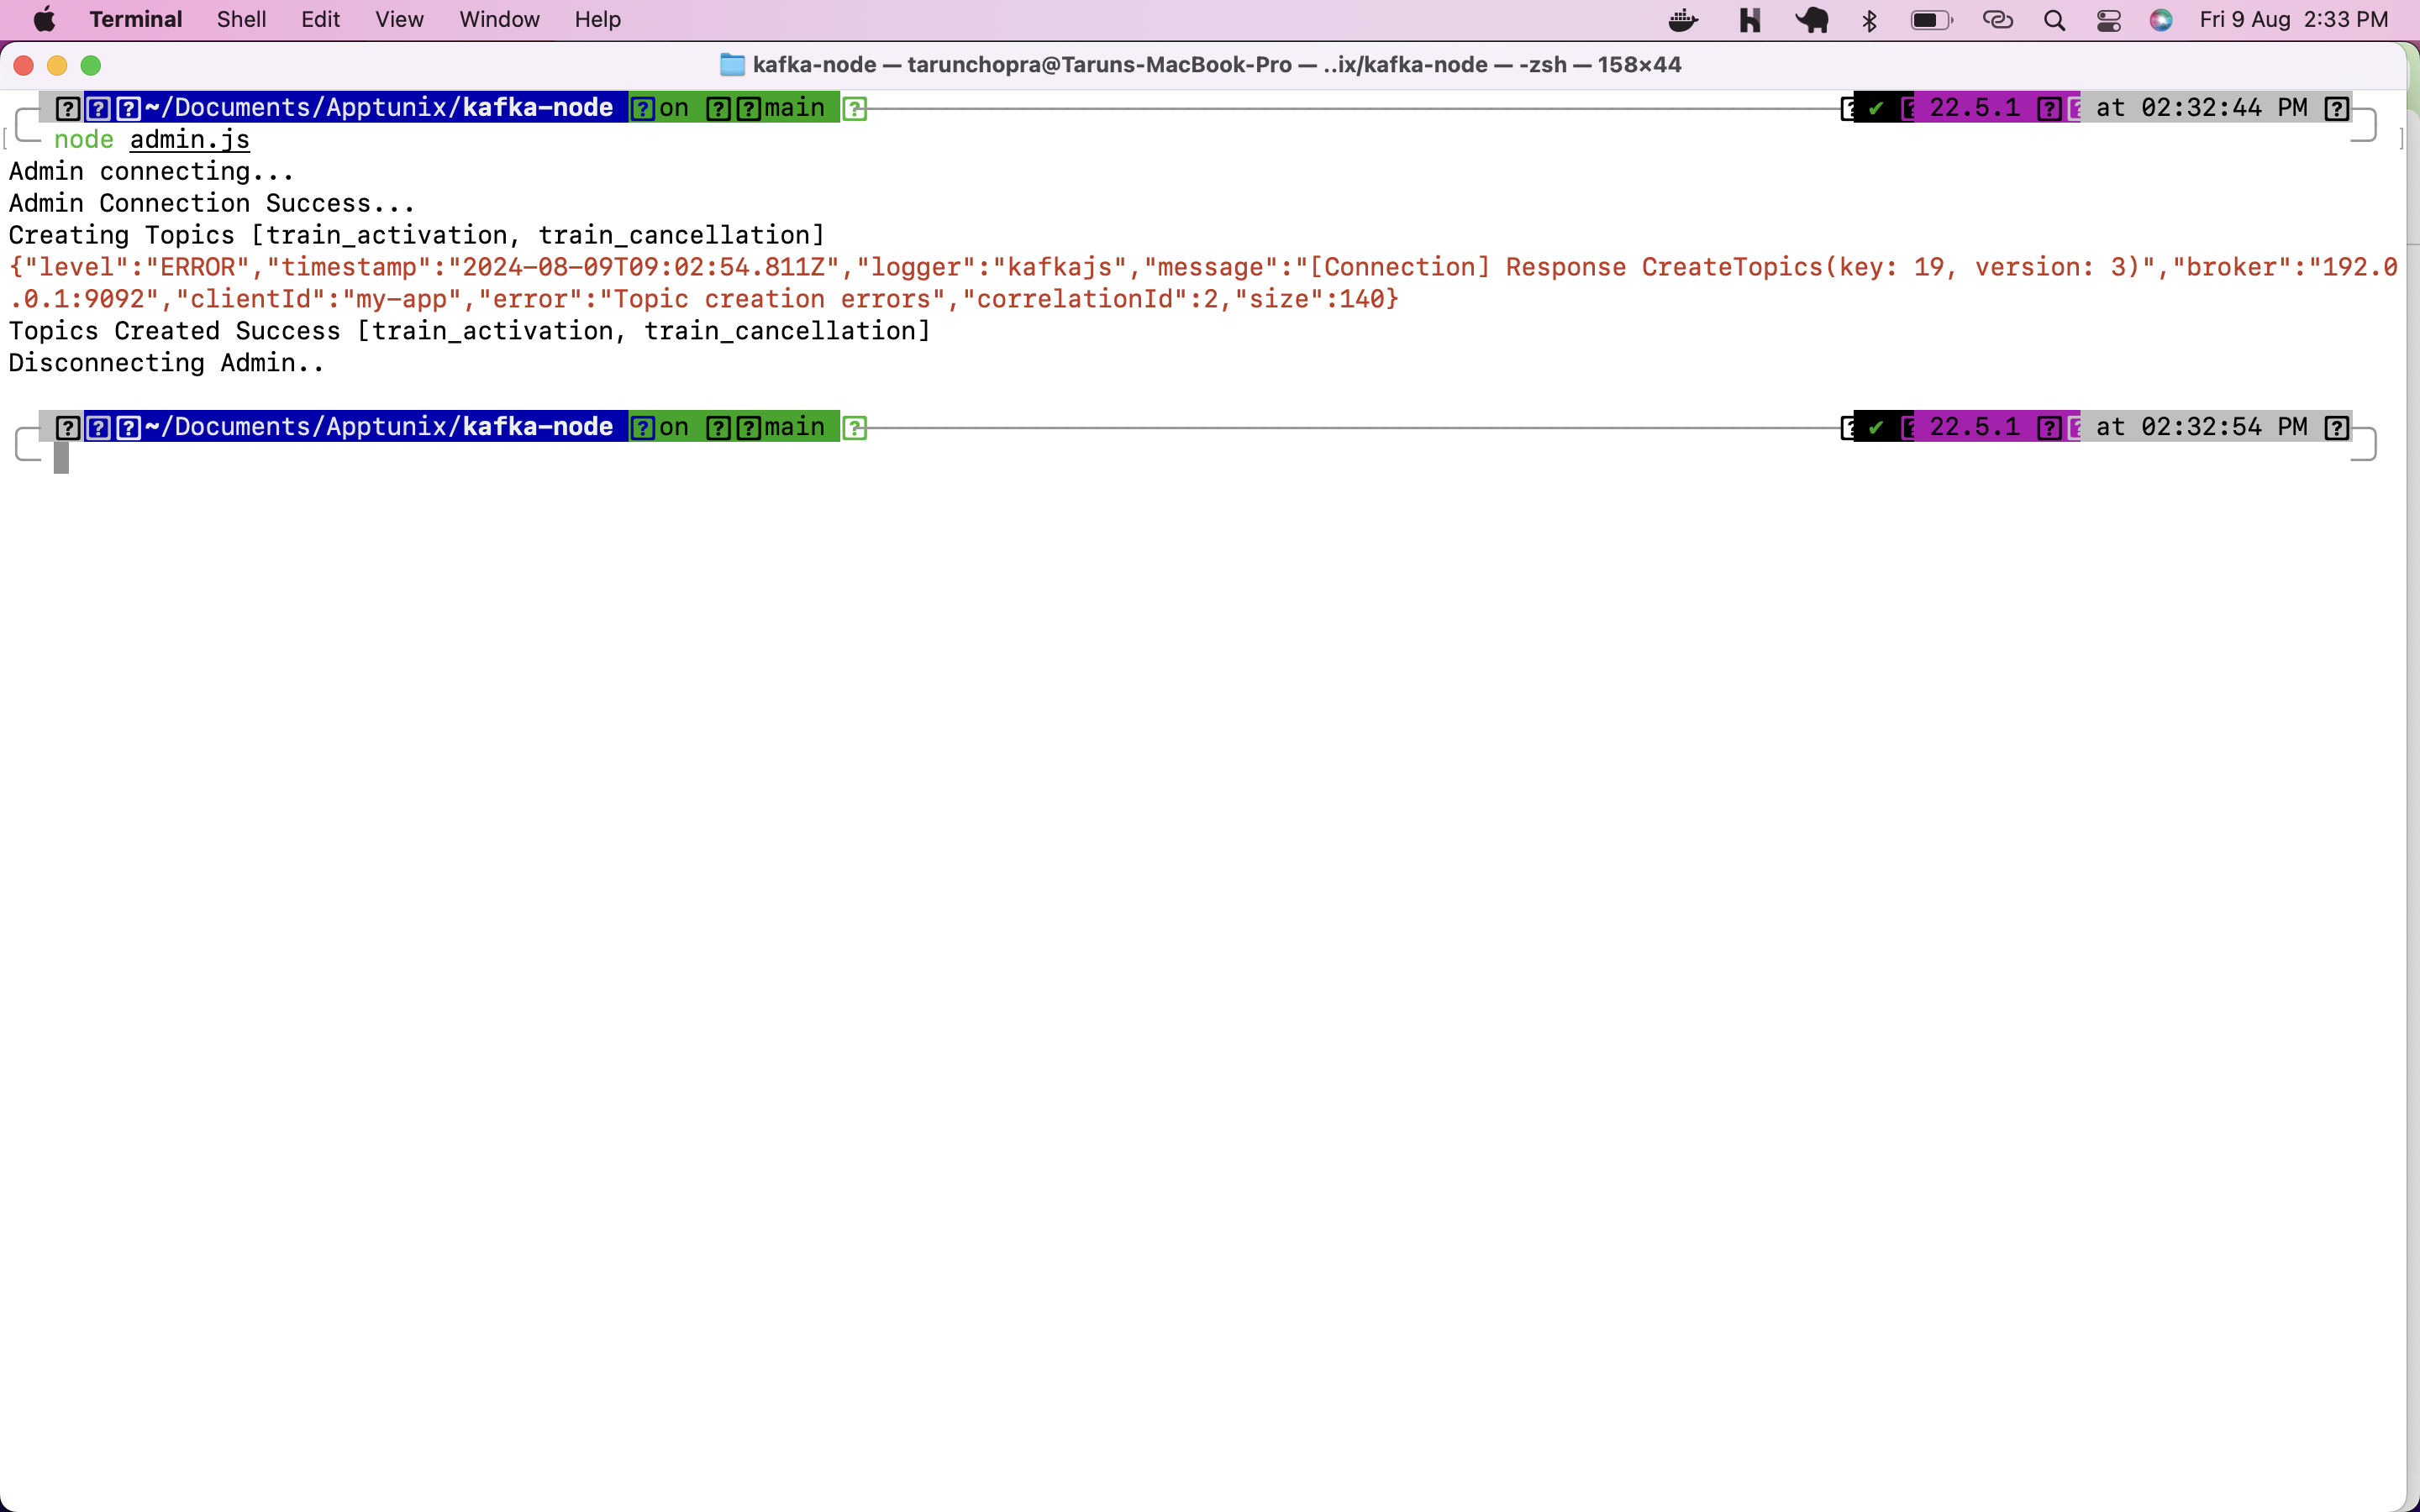 Terminal Shell Edit View Window Help Fri 9 Aug 2:33 PM
kafka-node — tarunchopra@Taruns-MacBook-Pro — ..ix/kafka-node — -zsh — 158×44
~/Documents/Apptunix/kafka-node on main ✔ 22.5.1 at 02:32:44 PM
node admin.js
Admin connecting...
Admin Connection Success...
Creating Topics [train_activation, train_cancellation]
{"level":"ERROR","timestamp":"2024-08-09T09:02:54.811Z","logger":"kafkajs","message":"[Connection] Response CreateTopics(key: 19, version: 3)","broker":"192.0
.0.1:9092","clientId":"my-app","error":"Topic creation errors","correlationId":2,"size":140}
Topics Created Success [train_activation, train_cancellation]
Disconnecting Admin..
~/Documents/Apptunix/kafka-node on main ✔ 22.5.1 at 02:32:54 PM